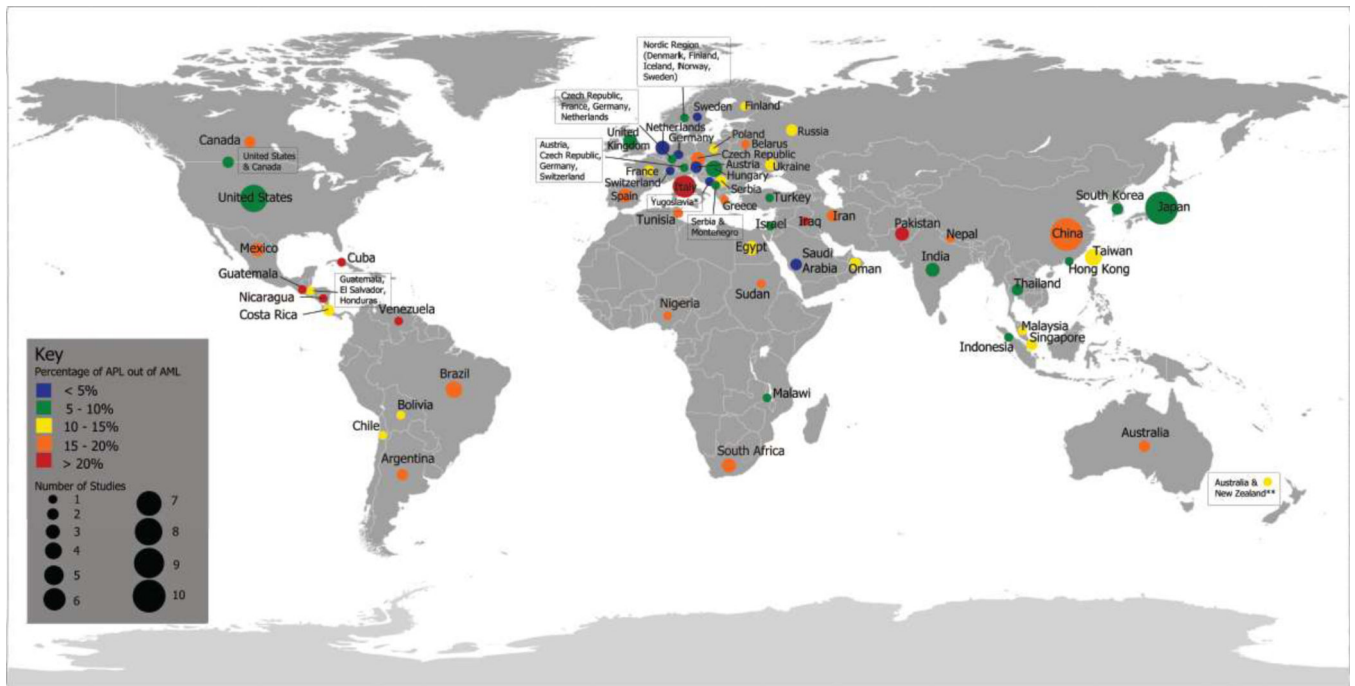 Nordic Region
(Denmark, Finland,
Iceland, Norway,
Sweden)
Czech Republic,
France, Germany,
Netherlands
Sweden
Finland
Canada
United States
& Canada
United
Kingdom
Netherlands
Germany
Poland
Belarus
Russia
Austria,
Czech Republic,
Germany,
Switzerland
Czech Republic
Austria
Ukraine
Hungary
France
Switzerland
Italy
Serbia
United States
Spain
Yugoslavia*
Greece
Turkey
South Korea
Japan
Tunisia
Serbia &
Montenegro
Israel
Iraq
Iran
Pakistan
Nepal
China
Mexico
Egypt
Taiwan
Cuba
Saudi
Arabia
Oman
India
Hong Kong
Guatemala
Guatemala,
El Salvador,
Honduras
Nicaragua
Costa Rica
Venezuela
Nigeria
Sudan
Thailand
Malaysia
Singapore
Indonesia
Key
Percentage of APL out of AML
< 5%
5 - 10%
10 - 15%
15 - 20%
> 20%
Number of Studies
1
2
3
4
5
6
7
8
9
10
Brazil
Bolivia
Chile
Argentina
Malawi
South Africa
Australia
Australia &
New Zealand**